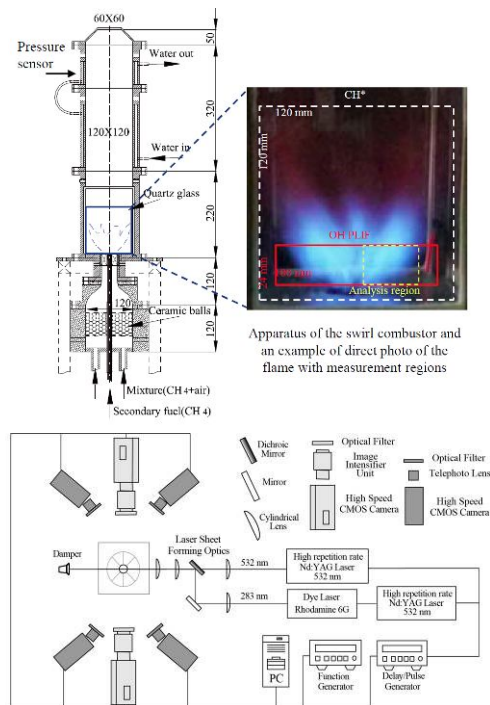 60X60
50
Pressure
sensor
Water out
320
120X120
Water in
Quartz glass
220
120
120
Ceramic balls
120
Mixture(CH4+air)
Secondary fuel(CH4)
CH*
120 mm
120 mm
OH PLIF
24 mm
100 mm
Analysis region
Apparatus of the swirl combustor and
an example of direct photo of the
flame with measurement regions
Dichroic
Mirror
Mirror
Cylindrical
Lens
Optical Filter
Image
Intensifier
Unit
High Speed
CMOS Camera
Optical Filter
Telephoto Lens
High Speed
CMOS Camera
Laser Sheet
Forming Optics
Damper
532 nm
High repetition rate
Nd:YAG Laser
532 nm
283 nm
Dye Laser
Rhodamine 6G
High repetition rate
Nd:YAG Laser
532 nm
PC
Function
Generator
Delay/Pulse
Generator